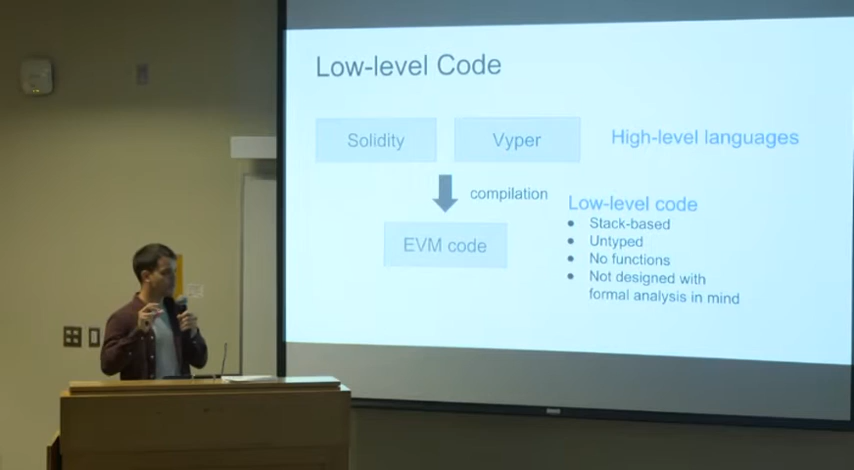 Low-level Code
Solidity
Vyper
High-level languages
compilation
EVM code
Low-level code
• Stack-based
• Untyped
• No functions
• Not designed with
formal analysis in mind